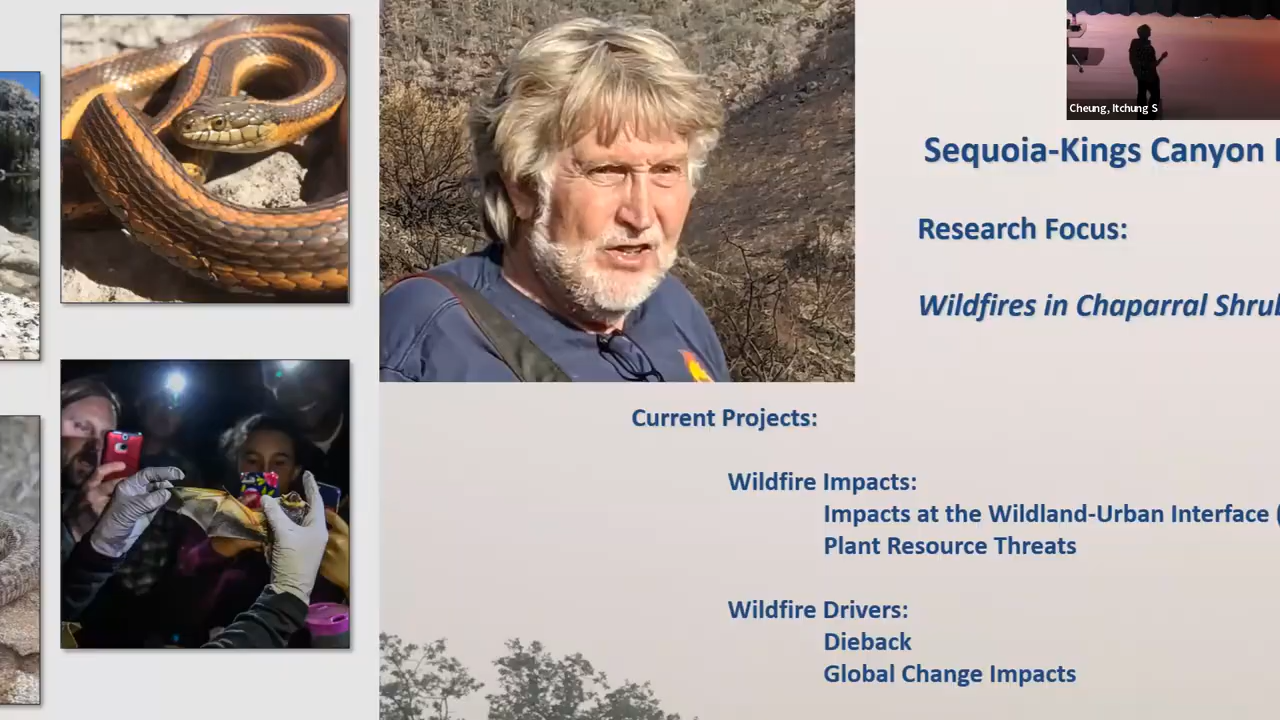 Cheung, Itchung S
Sequoia-Kings Canyon
Research Focus:
Wildfires in Chaparral
Current Projects:
Wildfire Impacts:
Impacts at the Wildland-Urban Interface (
Plant Resource Threats
Wildfire Drivers:
Dieback
Global Change Impacts